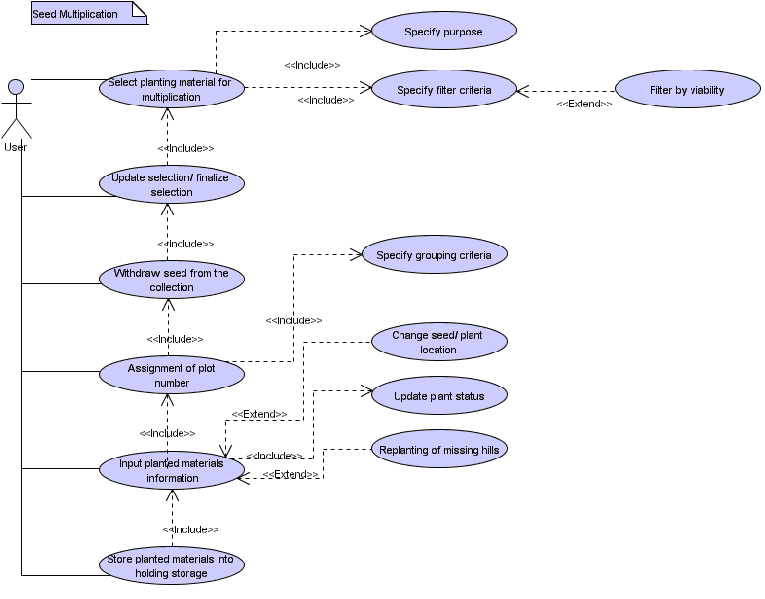 Seed Multiplication
Specify purpose
<<Include>>
Select planting material for
multiplication
<<Include>>
Specify filter criteria
<<Extend>>
Filter by viability
User
<<Include>>
Update selection/ finalize
selection
<<Include>>
Withdraw seed from the
collection
Specify grouping criteria
<<Include>>
<<Include>>
Change seed/ plant
location
Assignment of plot
number
Update plant status
<<Extend>>
<<Include>>
<<Include>>
Replanting of missing hills
Input planted materials
information
<<Extend>>
<<Include>>
Store planted materials into
holding storage